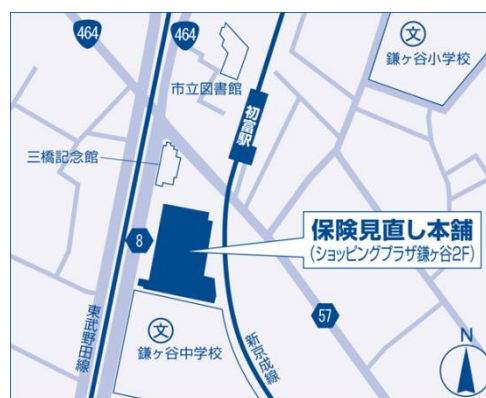 464
464
文
鎌ヶ谷小学校
市立図書館
初富駅
三橋記念館
保険見直し本舗
(ショッピングプラザ鎌ヶ谷2F)
8
57
東武野田線
文
鎌ヶ谷中学校
新京成線
N